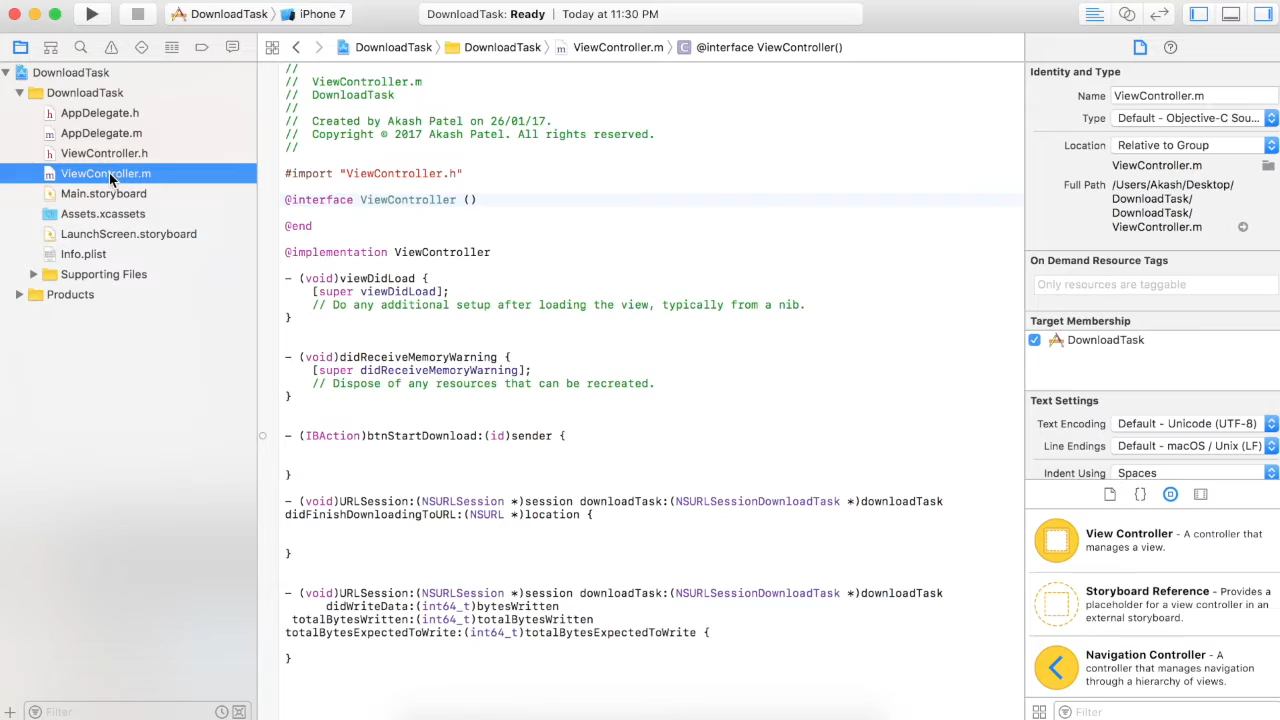 DownloadTask
iPhone 7
DownloadTask: Ready
Today at 11:30 PM
DownloadTask
DownloadTask
ViewController.m
C
@interface ViewController()
DownloadTask
DownloadTask
h AppDelegate.h
m AppDelegate.m
h ViewController.h
m ViewController.m
Main.storyboard
Assets.xcassets
LaunchScreen.storyboard
Info.plist
Supporting Files
Products
Filter
//
// ViewController.m
// DownloadTask
//
// Created by Akash Patel on 26/01/17.
// Copyright © 2017 Akash Patel. All rights reserved.
//
#import "ViewController.h"
@interface ViewController ()
@end
@implementation ViewController
- (void)viewDidLoad {
[super viewDidLoad];
// Do any additional setup after loading the view, typically from a nib.
}
- (void)didReceiveMemoryWarning {
[super didReceiveMemoryWarning];
// Dispose of any resources that can be recreated.
}
- (IBAction)btnStartDownload:(id)sender {
}
- (void)URLSession:(NSURLSession *)session downloadTask:(NSURLSessionDownloadTask *)downloadTask
didFinishDownloadingToURL:(NSURL *)location {
}
- (void)URLSession:(NSURLSession *)session downloadTask:(NSURLSessionDownloadTask *)downloadTask
didWriteData:(int64_t)bytesWritten
totalBytesWritten:(int64_t)totalBytesWritten
totalBytesExpectedToWrite:(int64_t)totalBytesExpectedToWrite {
}
Identity and Type
Name ViewController.m
Type Default - Objective-C Sou...
Location Relative to Group
ViewController.m
Full Path /Users/Akash/Desktop/
DownloadTask/
DownloadTask/
ViewController.m
On Demand Resource Tags
Only resources are taggable
Target Membership
DownloadTask
Text Settings
Text Encoding Default - Unicode (UTF-8)
Line Endings Default - macOS / Unix (LF)
Indent Using Spaces
View Controller - A controller that
manages a view.
Storyboard Reference - Provides a
placeholder for a view controller in an
external storyboard.
Navigation Controller - A
controller that manages navigation
through a hierarchy of views.
Filter